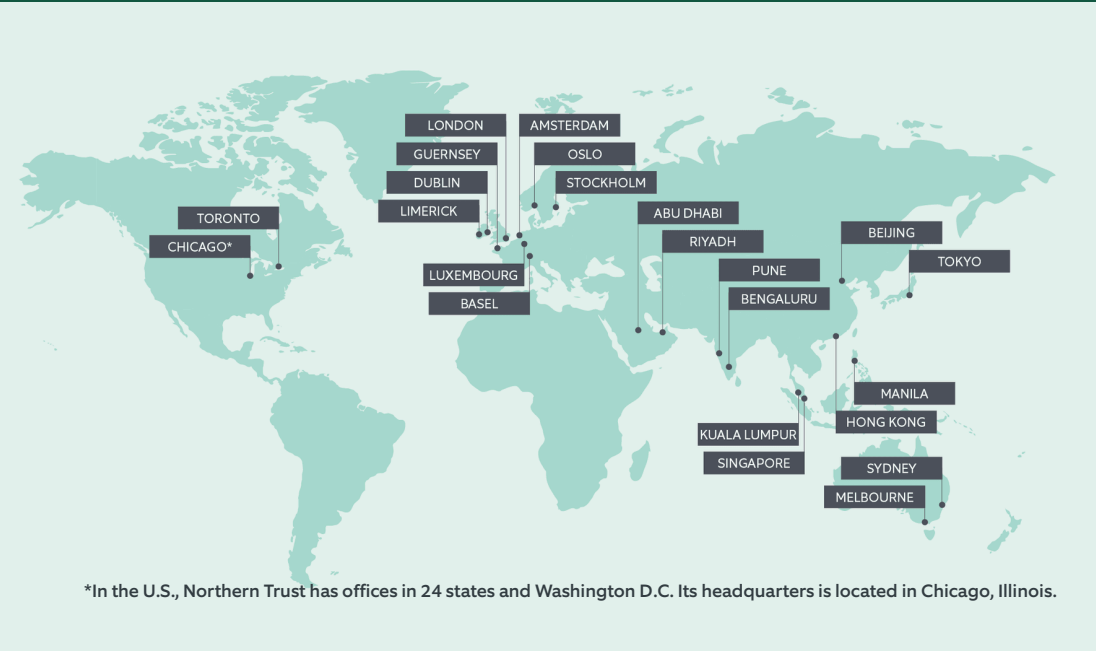 LONDON
AMSTERDAM
GUERNSEY
OSLO
DUBLIN
STOCKHOLM
LIMERICK
ABU DHABI
TORONTO
RIYADH
BEIJING
CHICAGO*
TOKYO
LUXEMBOURG
PUNE
BASEL
BENGALURU
MANILA
HONG KONG
KUALA LUMPUR
SINGAPORE
SYDNEY
MELBOURNE
*In the U.S., Northern Trust has offices in 24 states and Washington D.C. Its headquarters is located in Chicago, Illinois.